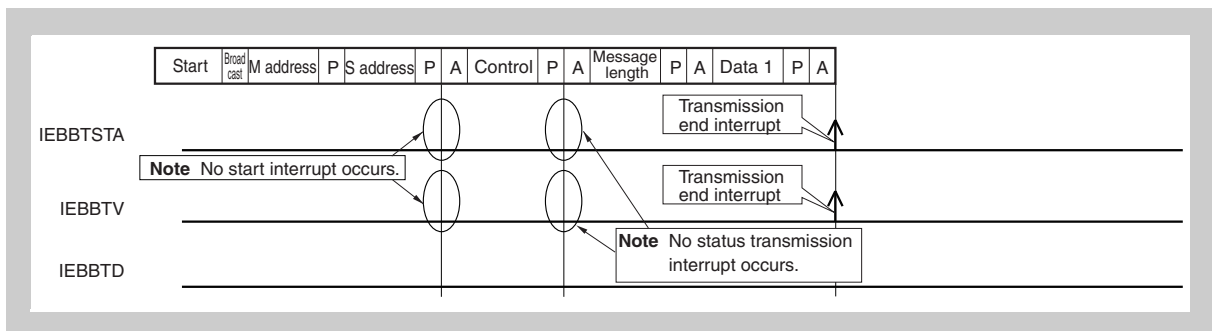 Start Broad cast M address P S address P A Control P A Message length P A Data 1 P A
Transmission
end interrupt
IEBBTSTA
Note No start interrupt occurs.
Transmission
end interrupt
IEBBTV
Note No status transmission
interrupt occurs.
IEBBTD